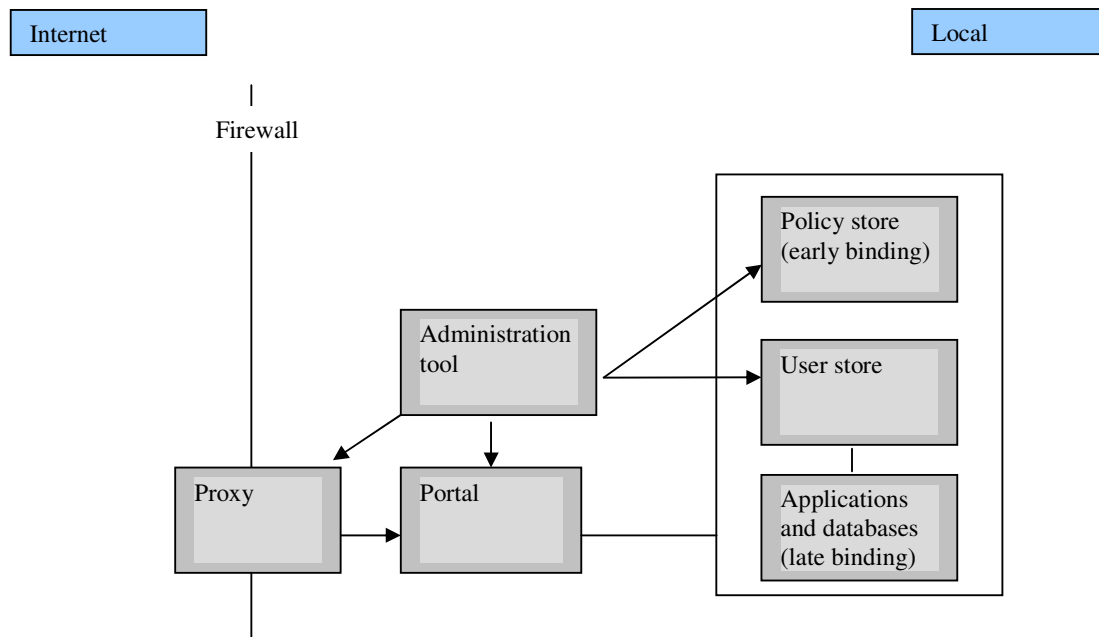 Internet
Local
Firewall
Policy store
(early binding)
Administration
tool
User store
Proxy
Portal
Applications
and databases
(late binding)